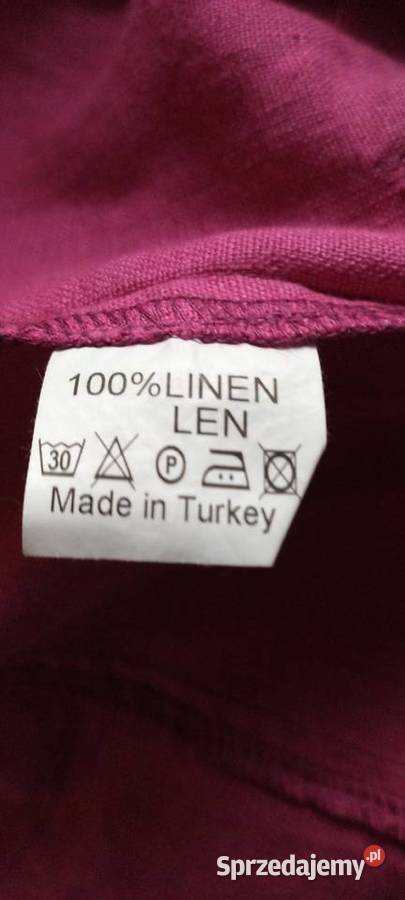 100%LINEN
LEN
30 P
Made in Turkey
Sprzedajemy.pl